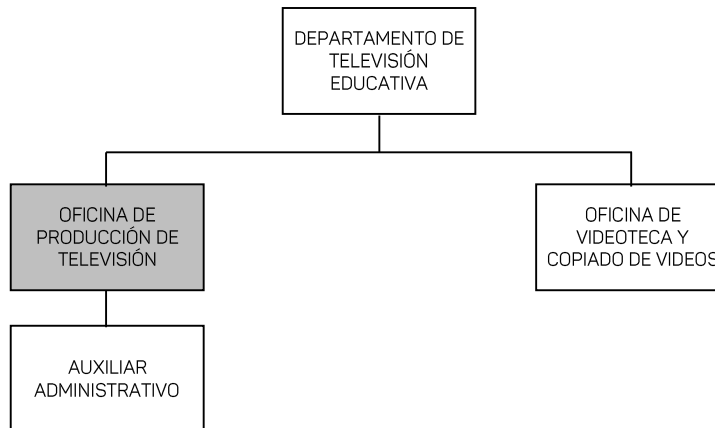 DEPARTAMENTO DE
TELEVISIÓN
EDUCATIVA
OFICINA DE
PRODUCCIÓN DE
TELEVISIÓN
OFICINA DE
VIDEOTECA Y
COPIADO DE VIDEOS
AUXILIAR
ADMINISTRATIVO